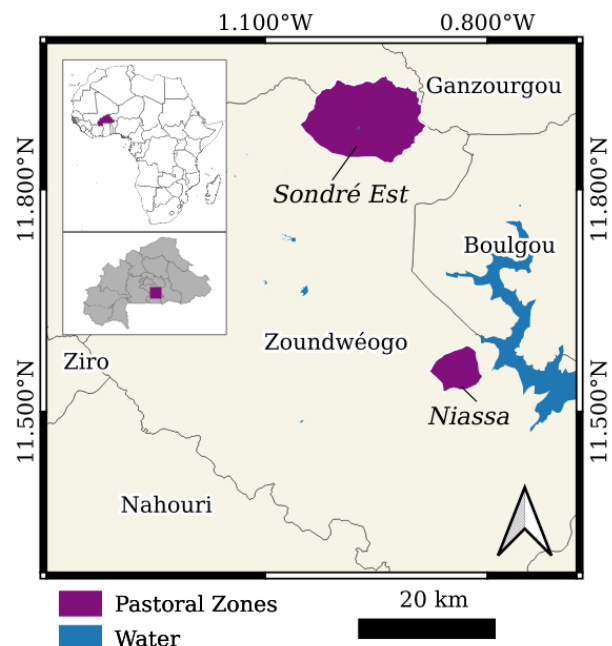 1.100°W
0.800°W
Ganzourgou
11.800°N
11.800°N
Sondré Est
Boulgou
Zoundwéogo
Ziro
11.500°N
11.500°N
Niassa
Nahouri
Pastoral Zones
20 km
Water